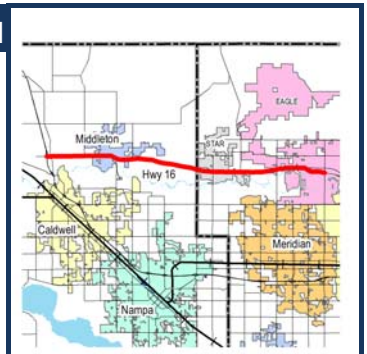 EAGLE
Middleton
STAR
Hwy 16
Caldwell
Meridian
Nampa